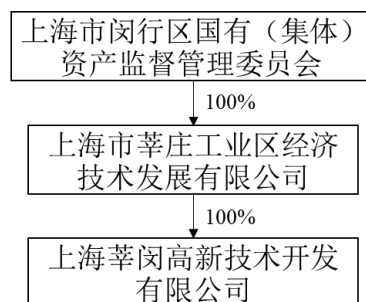 上海市闵行区国有（集体）
资产监督管理委员会
100%
上海市莘庄工业区经济
技术发展有限公司
100%
上海莘闵高新技术开发
有限公司